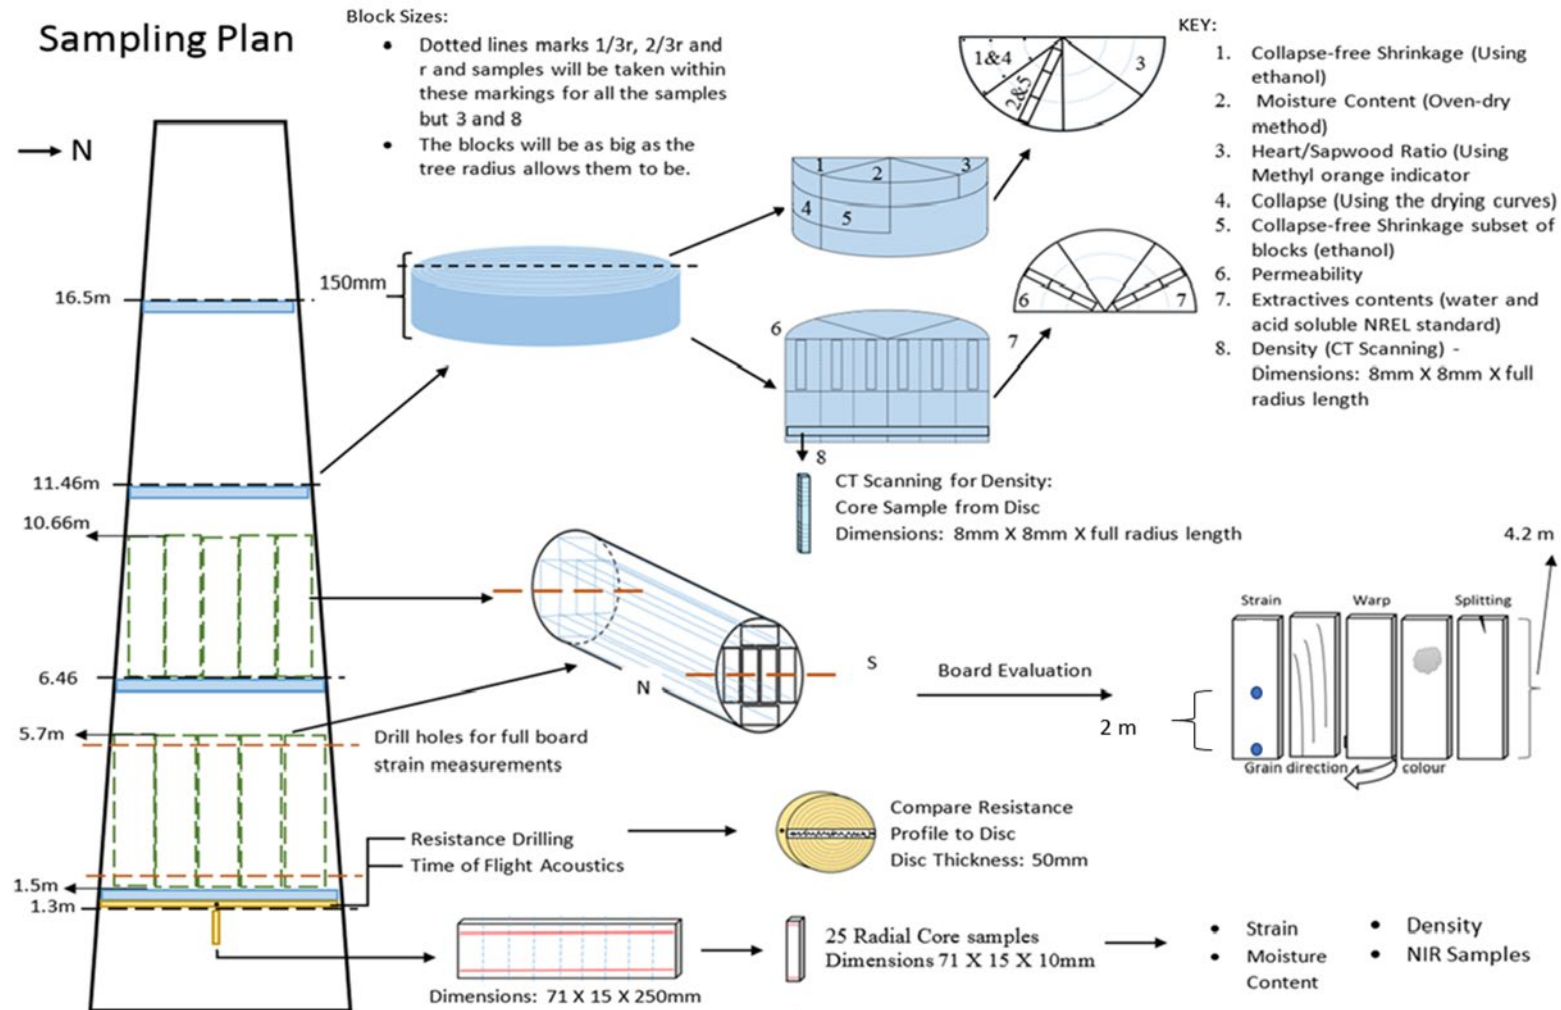 Sampling Plan
Block Sizes:
• Dotted lines marks 1/3r, 2/3r and
r and samples will be taken within
these markings for all the samples
but 3 and 8
• The blocks will be as big as the
tree radius allows them to be.
KEY:
1. Collapse-free Shrinkage (Using
ethanol)
2. Moisture Content (Oven-dry
method)
3. Heart/Sapwood Ratio (Using
Methyl orange indicator
4. Collapse (Using the drying curves)
5. Collapse-free Shrinkage subset of
blocks (ethanol)
6. Permeability
7. Extractives contents (water and
acid soluble NREL standard)
8. Density (CT Scanning) -
Dimensions: 8mm X 8mm X full
radius length
N
1&4
2&5
3
1
2
3
4
5
150mm
16.5m
6
7
6
7
8
11.46m
CT Scanning for Density:
Core Sample from Disc
Dimensions: 8mm X 8mm X full radius length
10.66m
4.2 m
Strain
Warp
Splitting
6.46
N
S
Board Evaluation
2 m
5.7m
Drill holes for full board
strain measurements
Grain direction
colour
Resistance Drilling
Time of Flight Acoustics
Compare Resistance
Profile to Disc
Disc Thickness: 50mm
1.5m
1.3m
25 Radial Core samples
Dimensions 71 X 15 X 10mm
• Strain
• Moisture
Content
• Density
• NIR Samples
Dimensions: 71 X 15 X 250mm